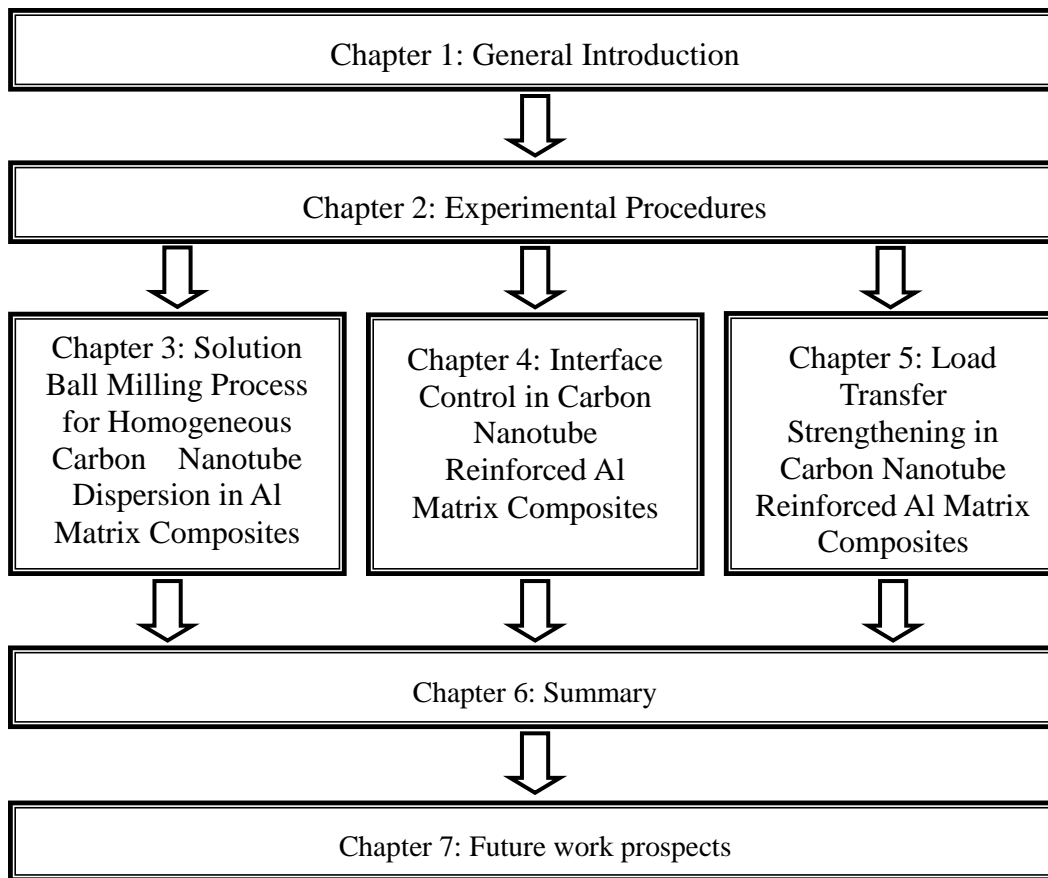 Chapter 1: General Introduction
Chapter 2: Experimental Procedures
Chapter 3: Solution
Ball Milling Process
for Homogeneous
Carbon Nanotube
Dispersion in Al
Matrix Composites
Chapter 4: Interface
Control in Carbon
Nanotube
Reinforced Al
Matrix Composites
Chapter 5: Load
Transfer
Strengthening in
Carbon Nanotube
Reinforced Al Matrix
Composites
Chapter 6: Summary
Chapter 7: Future work prospects